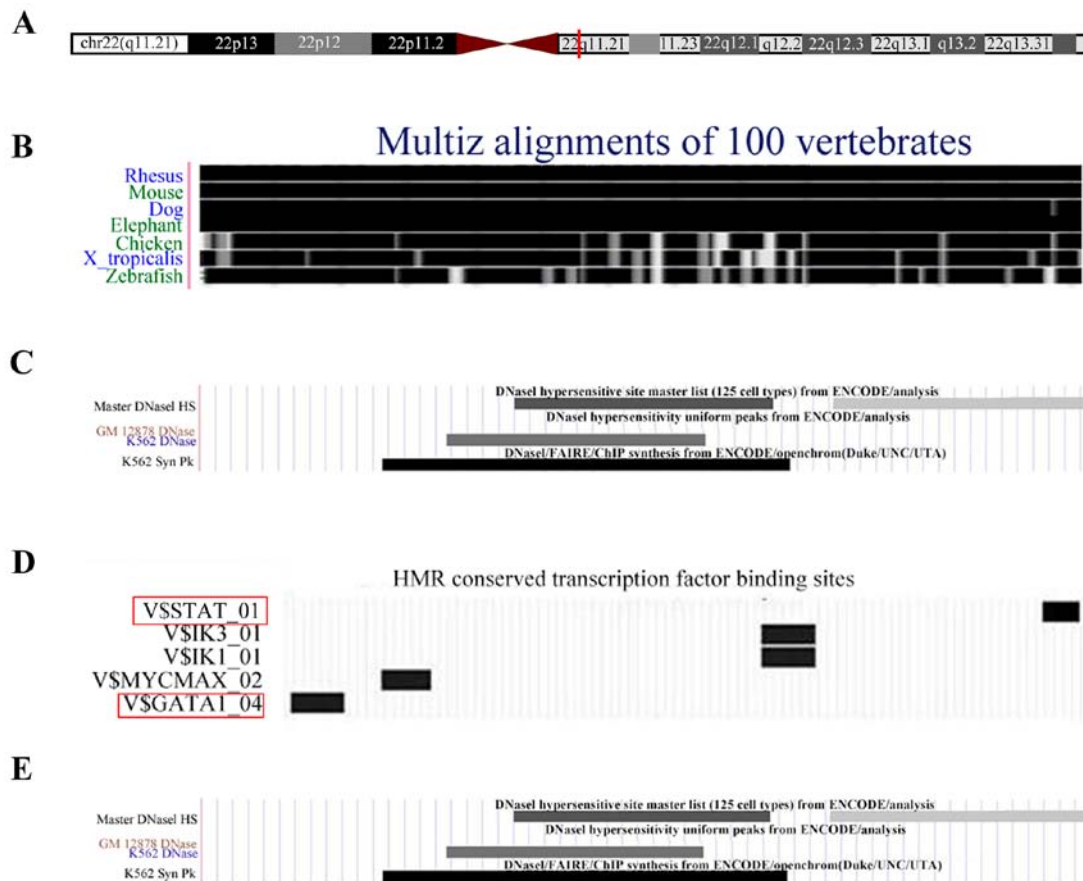 A
chr22(q11.21) 22p13 22p12 22p11.2 22q11.21 11.23 22q12.1 q12.2 22q12.3 22q13.1 q13.2 22q13.31
B
Multiz alignments of 100 vertebrates
Rhesus
Mouse
Dog
Elephant
Chicken
X_tropicalis
Zebrafish
C
DNaseI hypersensitive site master list (125 cell types) from ENCODE/analysis
Master DNaseI HS
DNaseI hypersensitivity uniform peaks from ENCODE/analysis
GM 12878 DNase
K562 DNase
DNaseI/FAIRE/ChIP synthesis from ENCODE/openchrom(Duke/UNC/UTA)
K562 Syn Pk
D
HMR conserved transcription factor binding sites
V$STAT_01
V$IK3_01
V$IK1_01
V$MYCMAX_02
V$GATA1_04
E
DNaseI hypersensitive site master list (125 cell types) from ENCODE/analysis
Master DNaseI HS
DNaseI hypersensitivity uniform peaks from ENCODE/analysis
GM 12878 DNase
K562 DNase
DNaseI/FAIRE/ChIP synthesis from ENCODE/openchrom(Duke/UNC/UTA)
K562 Syn Pk